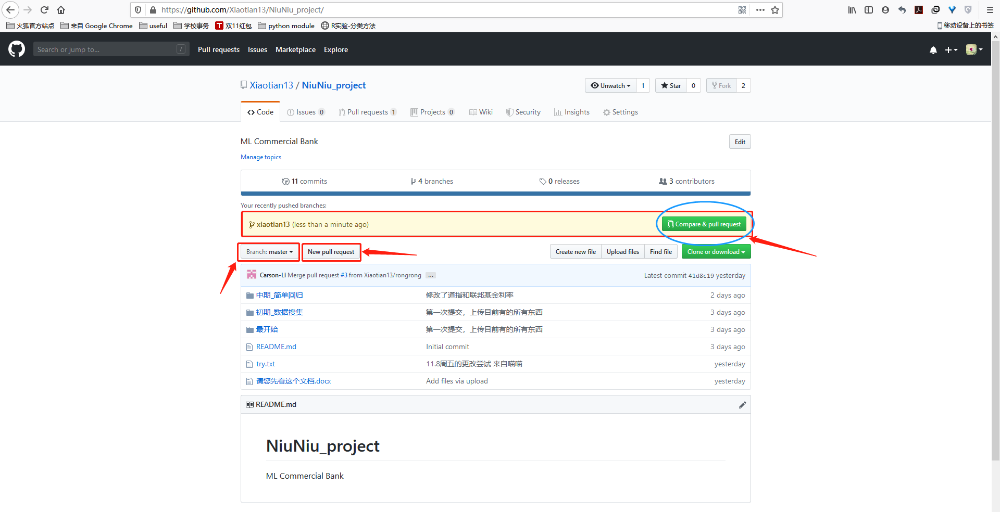 https://github.com/Xiaotian13/NiuNiu_project/
火狐官方站点 来自 Google Chrome useful 学校事务 T 双11红包 python module R实验-分类方法 移动设备上的书签
Search or jump to... / Pull requests Issues Marketplace Explore
Xiaotian13 / NiuNiu_project Unwatch 1 Star 0 Fork 2
Code Issues 0 Pull requests 1 Projects 0 Wiki Security Insights Settings
ML Commercial Bank Edit
Manage topics
11 commits 4 branches 0 releases 3 contributors
Your recently pushed branches:
xiaotian13 (less than a minute ago) Compare & pull request
Branch: master New pull request Create new file Upload files Find file Clone or download
Carson-Li Merge pull request #3 from Xiaotian13/rongrong ... Latest commit 41d8c19 yesterday
中期_简单回归 修改了道指和联邦基金利率 2 days ago
初期_数据搜集 第一次提交，上传目前有的所有东西 3 days ago
最开始 第一次提交，上传目前有的所有东西 3 days ago
README.md Initial commit 3 days ago
try.txt 11.8周五的更改尝试 来自喵喵 yesterday
请您先看这个文档.docx Add files via upload yesterday
README.md
NiuNiu_project
ML Commercial Bank